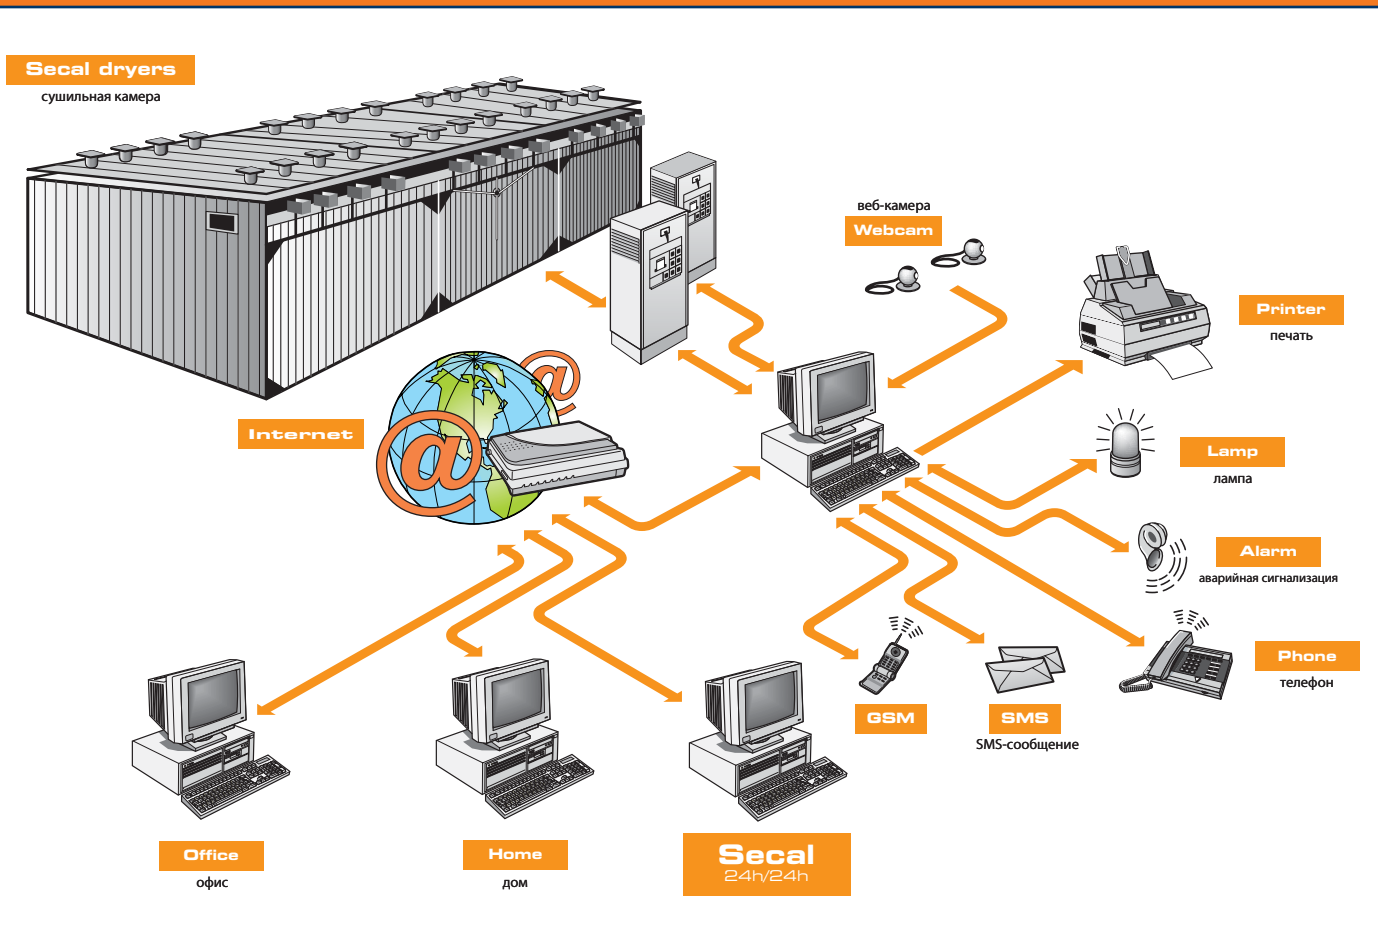 Secal dryers
сушильная камера
веб-камера
Webcam
Printer
печать
Internet
@
@
Lamp
лампа
Alarm
аварийная сигнализация
Phone
телефон
GSM
SMS
SMS-сообщение
Office
офис
Home
дом
Secal
24h/24h